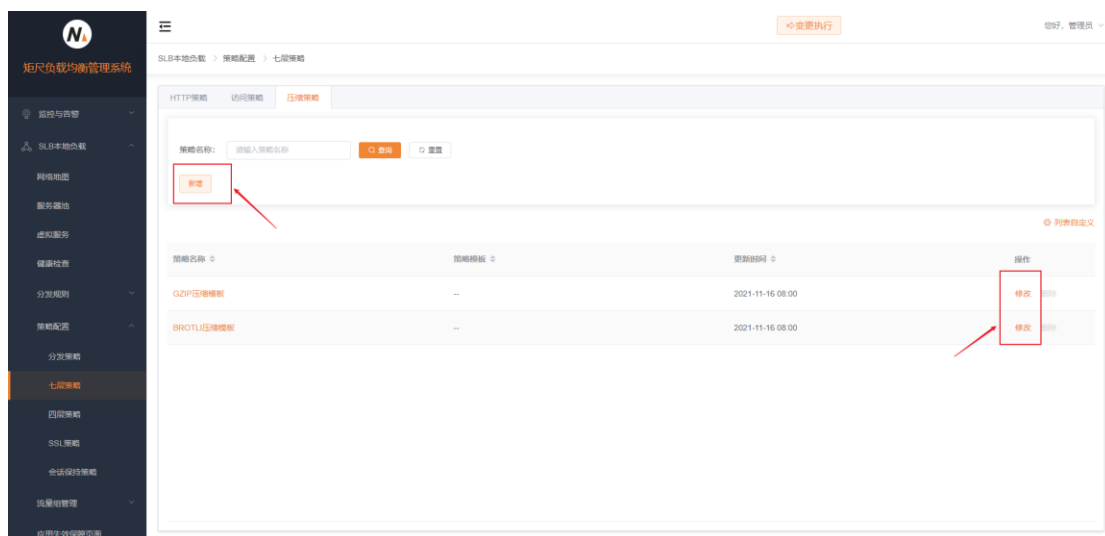 矩尺负载均衡管理系统
监控与告警
SLB本地负载
网络地图
服务器池
虚拟服务
健康检查
分发规则
策略配置
分发策略
七层策略
四层策略
SSL策略
会话保持策略
流量组管理
应用失效保障页面
变更执行
您好，管理员
SLB本地负载 > 策略配置 > 七层策略
HTTP策略 访问策略 压缩策略
策略名称: 请输入策略名称 查询 重置
新增
列表自定义
策略名称 策略模板 更新时间 操作
GZIP压缩模板 -- 2021-11-16 08:00 修改 删除
BROTLI压缩模板 -- 2021-11-16 08:00 修改 删除